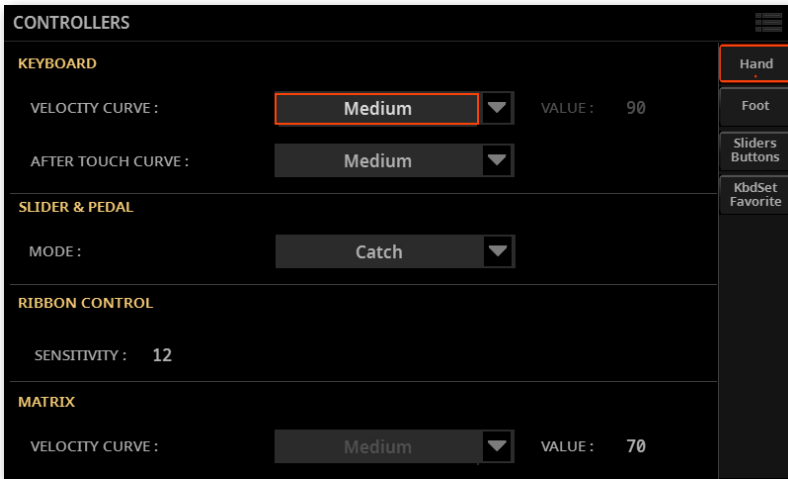 CONTROLLERS
KEYBOARD
VELOCITY CURVE : Medium VALUE : 90
AFTER TOUCH CURVE : Medium
SLIDER & PEDAL
MODE : Catch
RIBBON CONTROL
SENSITIVITY : 12
MATRIX
VELOCITY CURVE : Medium VALUE : 70
Hand
Foot
Sliders
Buttons
KbdSet
Favorite